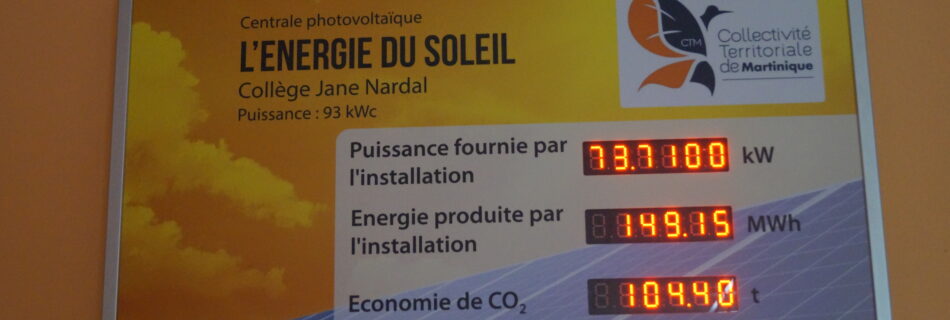 Centrale photovoltaïque
L'ENERGIE DU SOLEIL
Collège Jane Nardal
Puissance : 93 kWc
CTM
Collectivité
Territoriale
de Martinique
Puissance fournie par
l'installation
73.7100 kW
Energie produite par
l'installation
149.15 MWh
Economie de CO₂
104.40 t